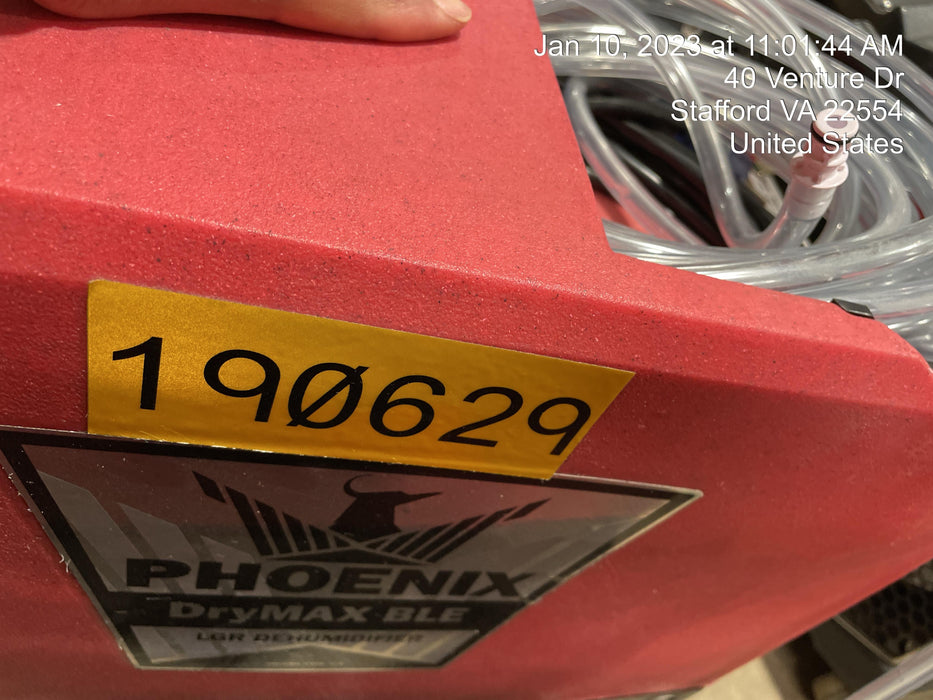 Jan 10, 2023 at 11:01:44 AM
40 Venture Dr
Stafford VA 22554
United States
19Ø629
PHOENIX
DryMAX BLE
LGR DEHUMIDIFIER